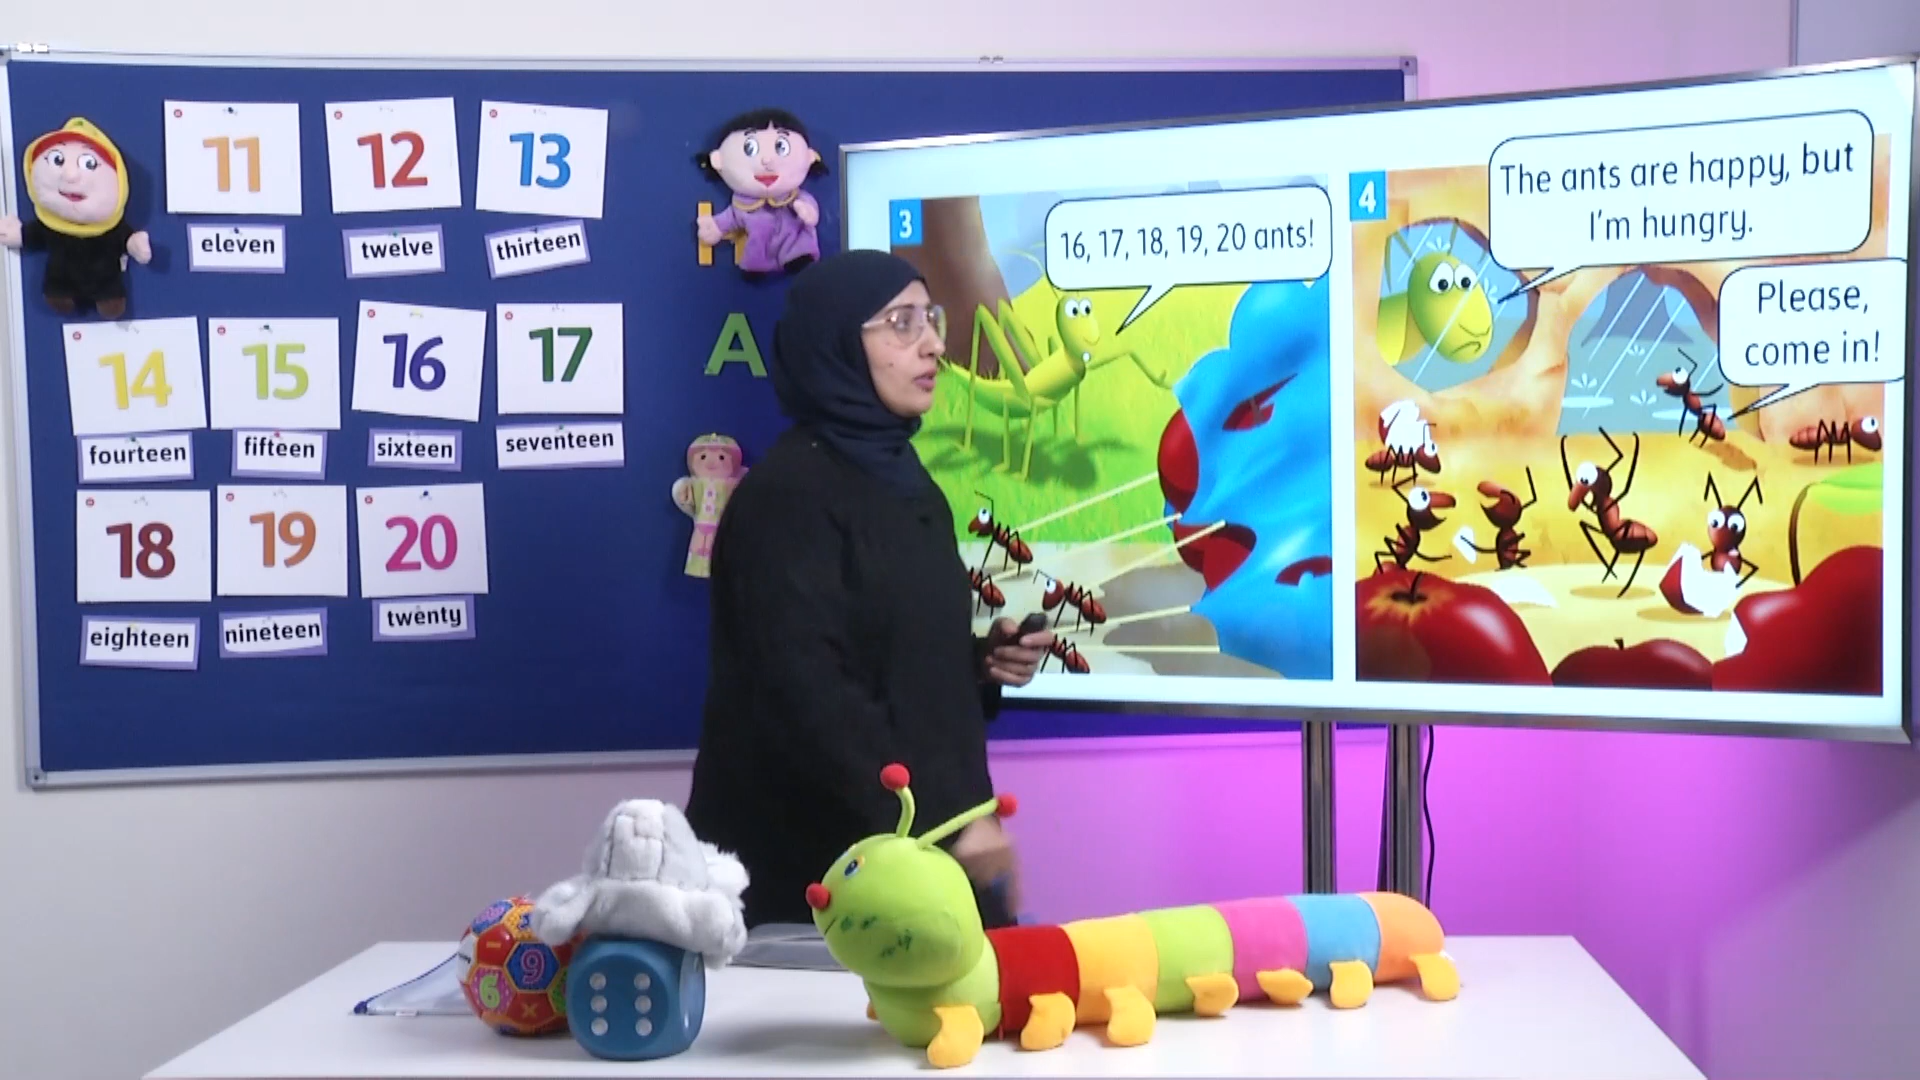 11
12
13
eleven
twelve
thirteen
14
15
16
17
fourteen
fifteen
sixteen
seventeen
18
19
20
eighteen
nineteen
twenty
H
A
3
16, 17, 18, 19, 20 ants!
4
The ants are happy, but
I'm hungry.
Please,
come in!
9
6